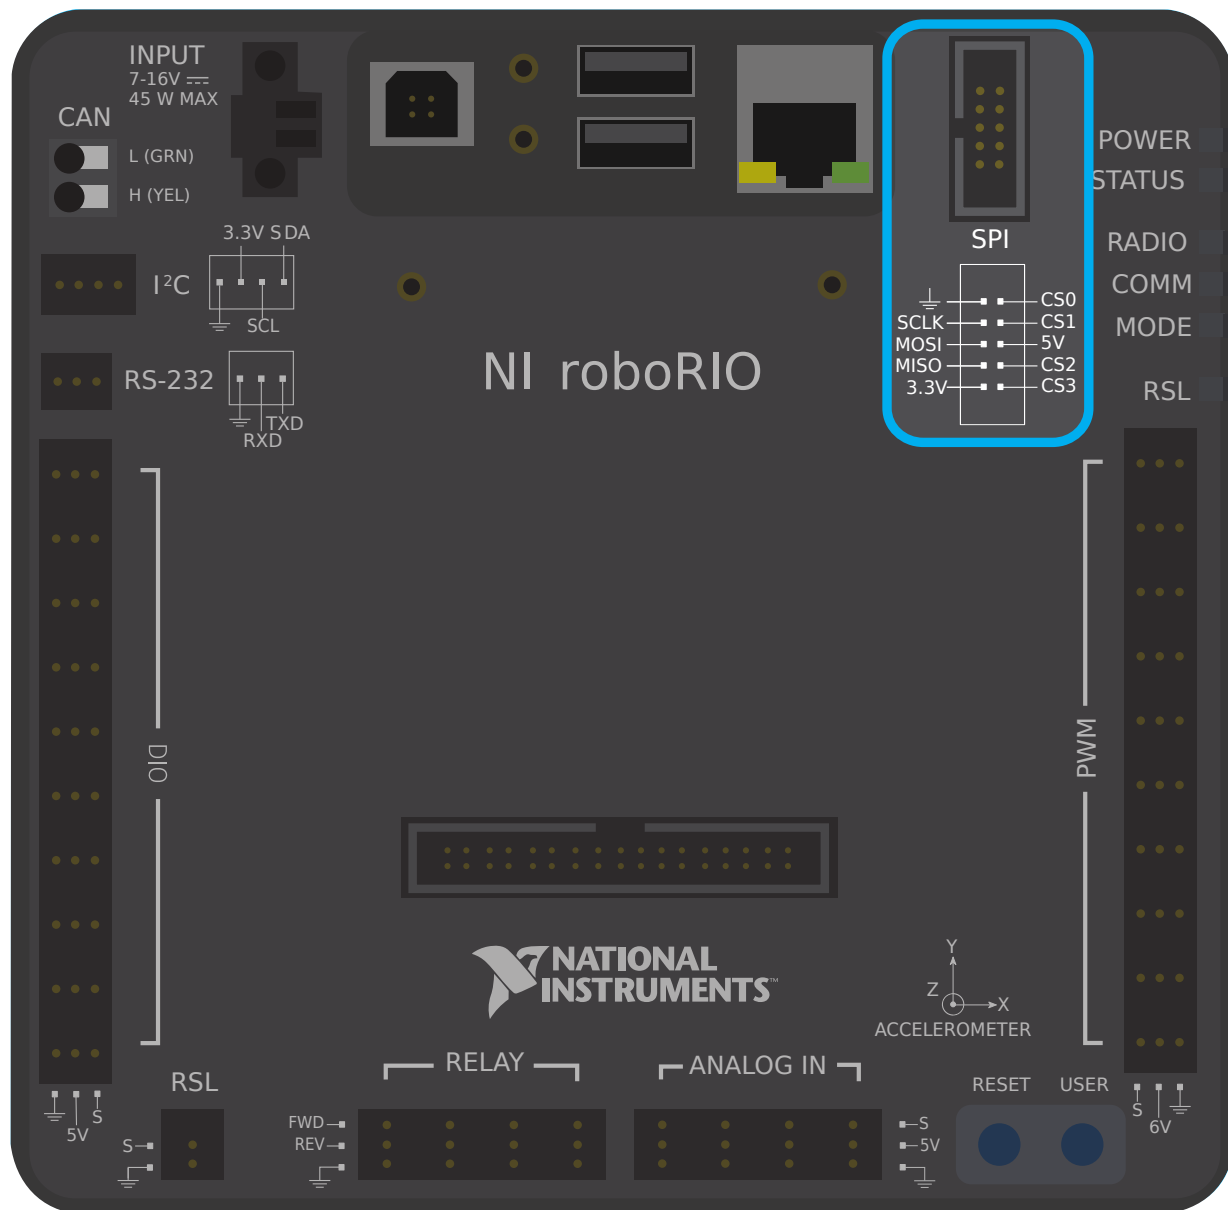 INPUT
7-16V
45 W MAX
CAN
L (GRN)
H (YEL)
POWER
STATUS
RADIO
COMM
MODE
RSL
SPI
CS0
SCLK
CS1
MOSI
5V
MISO
CS2
3.3V
CS3
3.3V SDA
I²C
SCL
RS-232
TXD
RXD
NI roboRIO
DIO
PWM
NATIONAL
INSTRUMENTS™
Y
Z
X
ACCELEROMETER
RSL
RELAY
ANALOG IN
RESET
USER
S
5V
S
FWD
REV
S
5V
S
6V